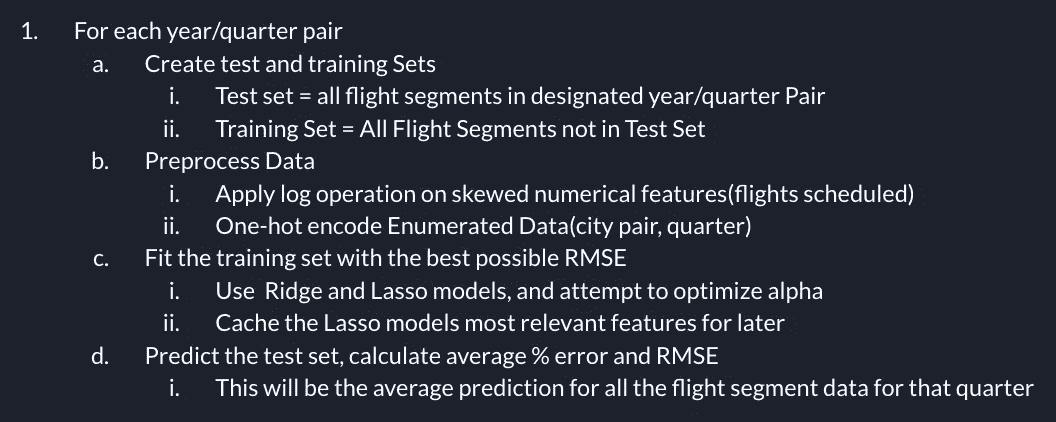 1. For each year/quarter pair
a. Create test and training Sets
i. Test set = all flight segments in designated year/quarter Pair
ii. Training Set = All Flight Segments not in Test Set
b. Preprocess Data
i. Apply log operation on skewed numerical features(flights scheduled)
ii. One-hot encode Enumerated Data(city pair, quarter)
c. Fit the training set with the best possible RMSE
i. Use Ridge and Lasso models, and attempt to optimize alpha
ii. Cache the Lasso models most relevant features for later
d. Predict the test set, calculate average % error and RMSE
i. This will be the average prediction for all the flight segment data for that quarter